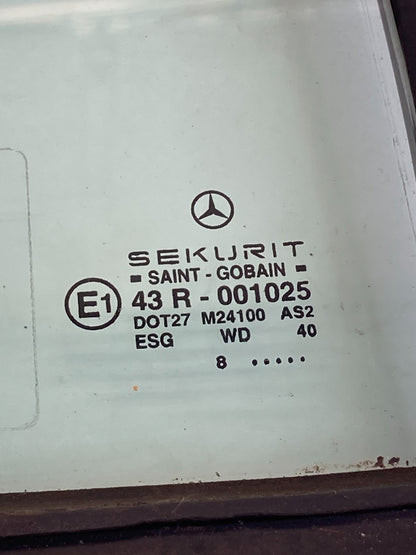 SEKURIT
SAINT - GOBAIN
E1 43 R - 001025
DOT27 M24100 AS2
ESG WD 40
8 .....